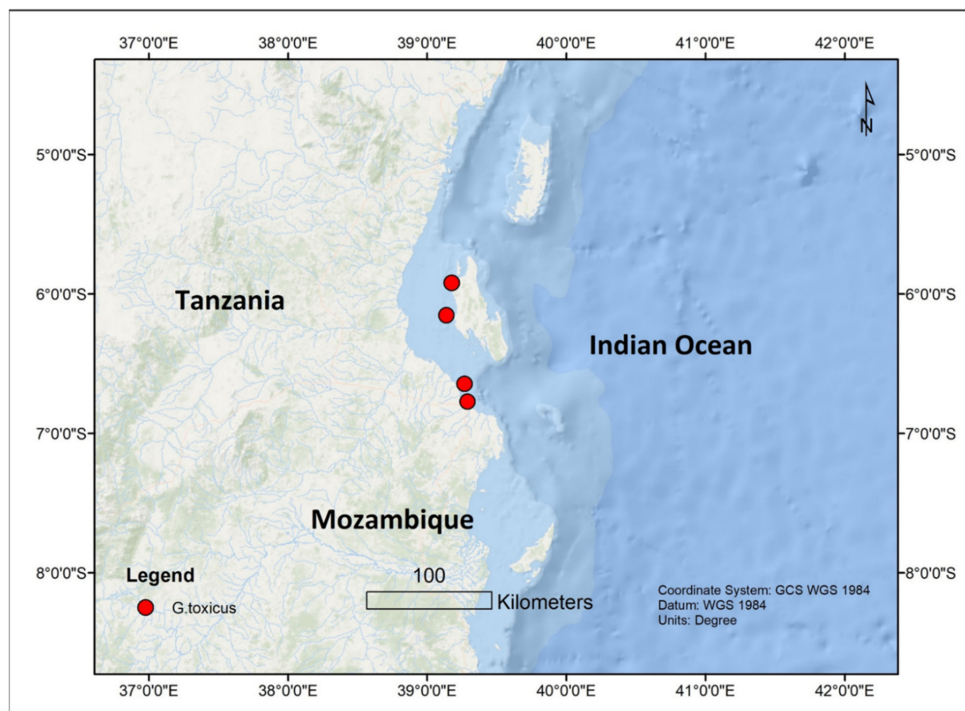 37°0'0"E 38°0'0"E 39°0'0"E 40°0'0"E 41°0'0"E 42°0'0"E
N
5°0'0"S 5°0'0"S
6°0'0"S 6°0'0"S
Tanzania
Indian Ocean
7°0'0"S 7°0'0"S
Mozambique
8°0'0"S 8°0'0"S
Legend
G.toxicus
100
Kilometers
Coordinate System: GCS WGS 1984
Datum: WGS 1984
Units: Degree
37°0'0"E 38°0'0"E 39°0'0"E 40°0'0"E 41°0'0"E 42°0'0"E